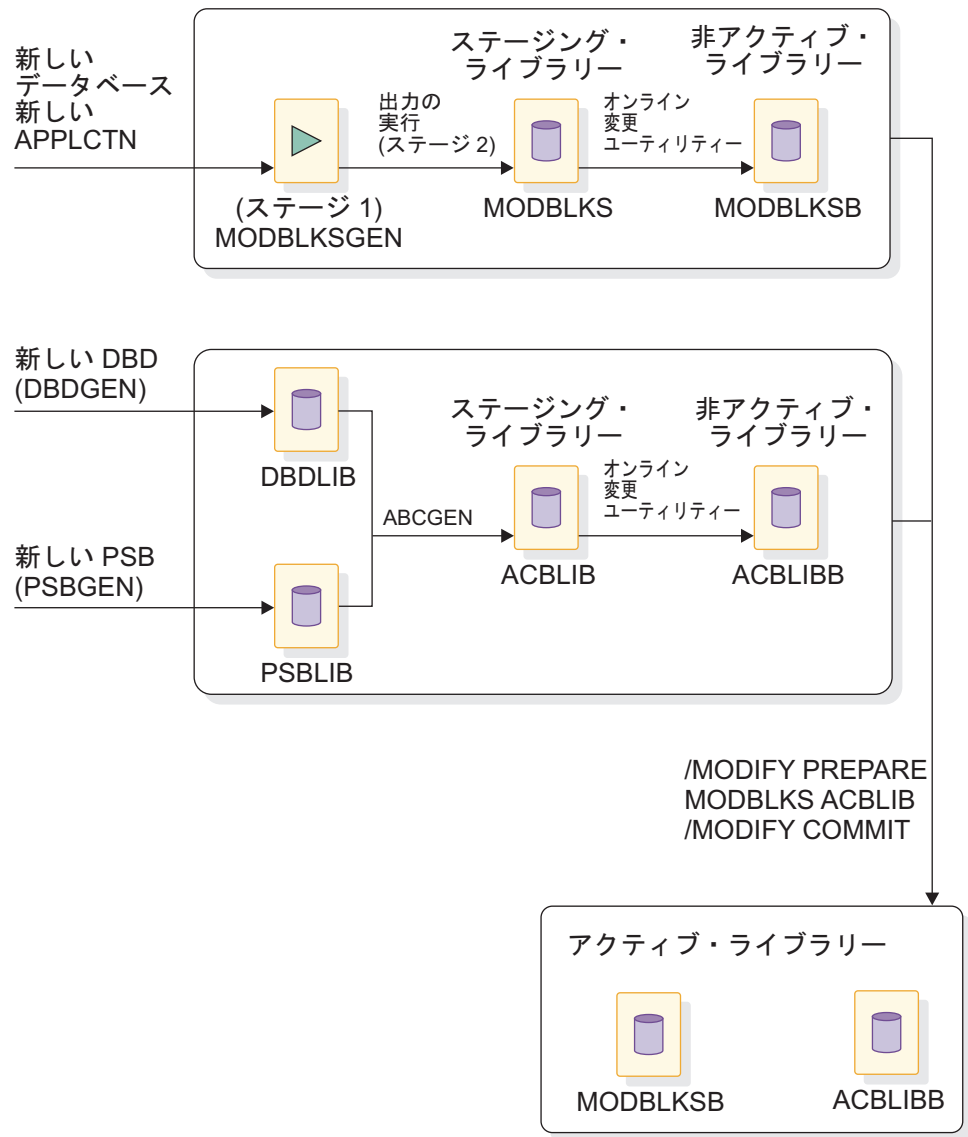 新しい
データベース
新しい
APPLCTN
(ステージ 1)
MODBLKSGEN
出力の
実行
(ステージ 2)
ステージング・
ライブラリー
MODBLKS
オンライン
変更
ユーティリティー
非アクティブ・
ライブラリー
MODBLKSB
新しい DBD
(DBDGEN)
DBDLIB
新しい PSB
(PSBGEN)
PSBLIB
ABCGEN
ステージング・
ライブラリー
ACBLIB
オンライン
変更
ユーティリティー
非アクティブ・
ライブラリー
ACBLIBB
/MODIFY PREPARE
MODBLKS ACBLIB
/MODIFY COMMIT
アクティブ・ライブラリー
MODBLKSB
ACBLIBB